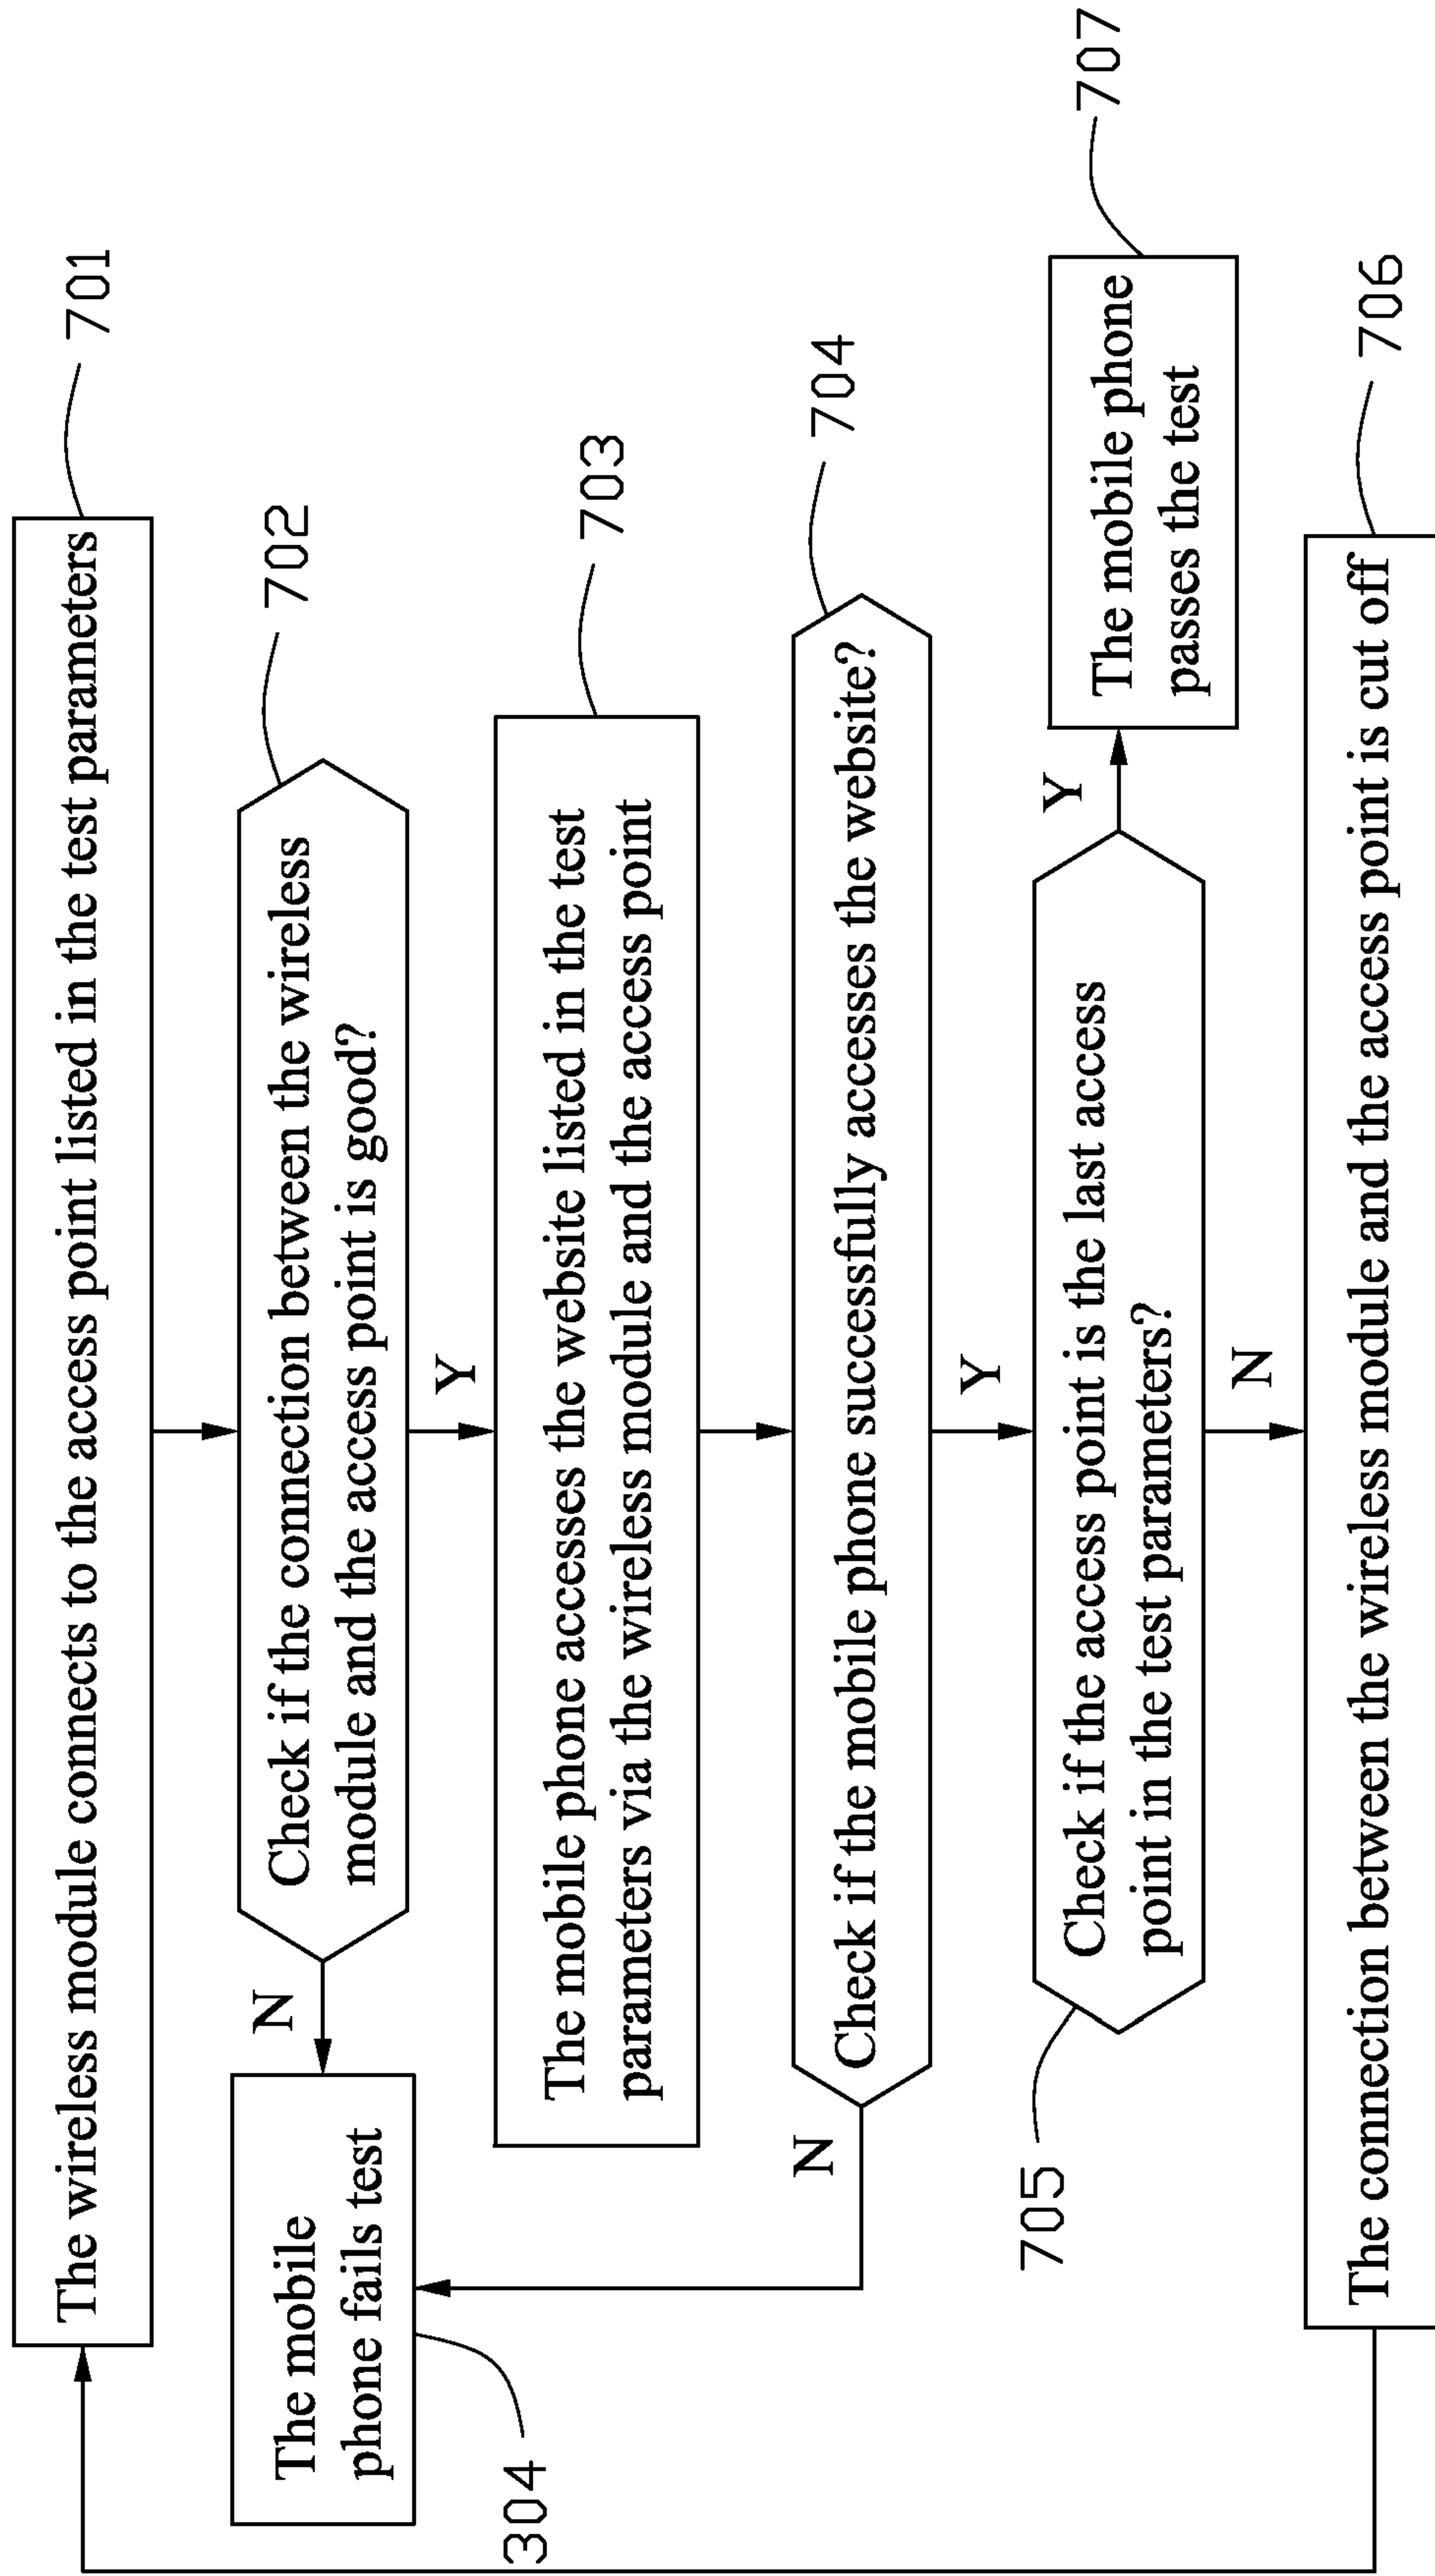 The wireless module connects to the access point listed in the test parameters
701
Check if the connection between the wireless
module and the access point is good?
702
N
The mobile
phone fails test
304
Y
The mobile phone accesses the website listed in the test
parameters via the wireless module and the access point
703
Check if the mobile phone successfully accesses the website?
704
N
Y
Check if the access point is the last access
point in the test parameters?
705
Y
The mobile phone
passes the test
707
N
The connection between the wireless module and the access point is cut off
706